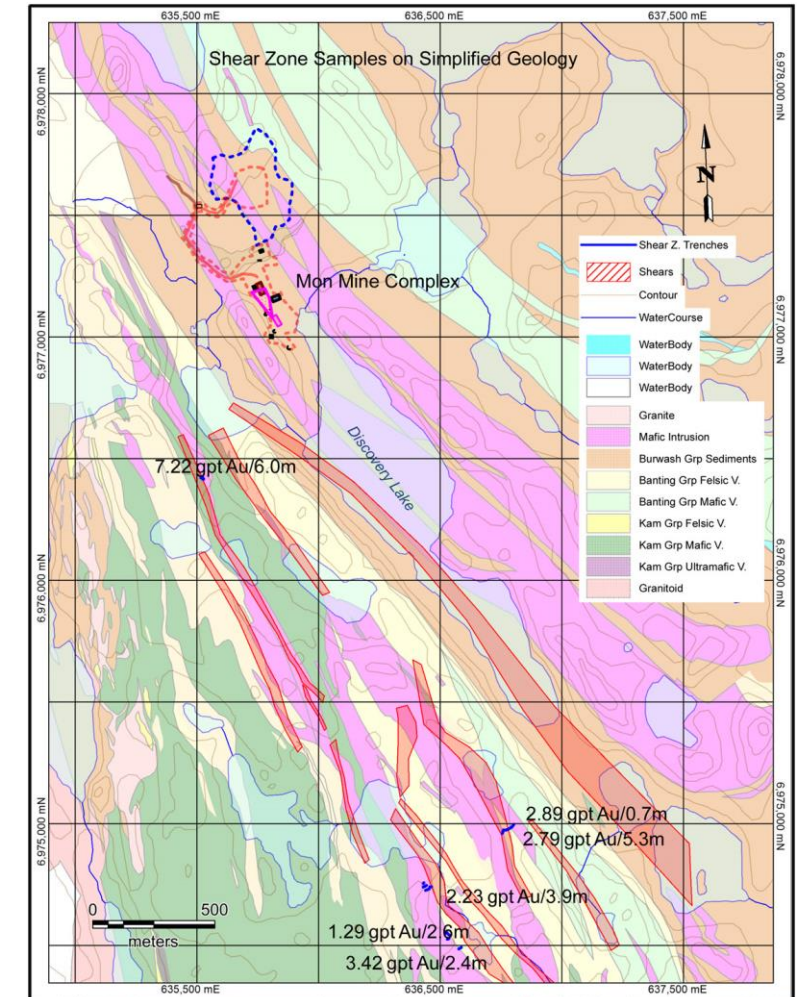 635,500 mE 636,500 mE 637,500 mE
Shear Zone Samples on Simplified Geology
6,978,000 mN 6,978,000 mN
N
Shear Z. Trenches
Shears
Contour
WaterCourse
WaterBody
WaterBody
WaterBody
Granite
Mafic Intrusion
Burwash Grp Sediments
Banting Grp Felsic V.
Banting Grp Mafic V.
Kam Grp Felsic V.
Kam Grp Mafic V.
Kam Grp Ultramafic V.
Granitoid
Mon Mine Complex
6,977,000 mN 6,977,000 mN
Discovery Lake
7.22 gpt Au/6.0m
6,976,000 mN 6,976,000 mN
6,975,000 mN 6,975,000 mN
2.89 gpt Au/0.7m
2.79 gpt Au/5.3m
2.23 gpt Au/3.9m
1.29 gpt Au/2.6m
3.42 gpt Au/2.4m
0 500
meters
635,500 mE 636,500 mE 637,500 mE